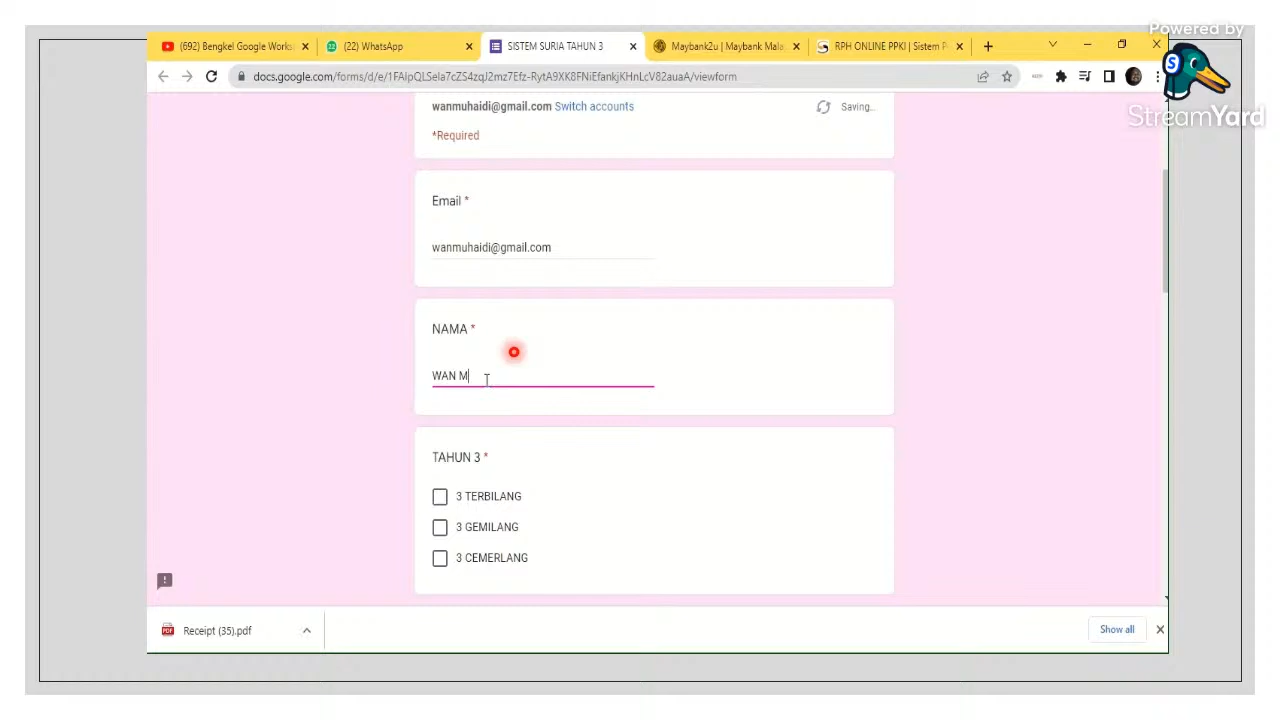 Powered by
StreamYard
(692) Bengkel Google Works
(22) WhatsApp
SISTEM SURIA TAHUN 3
Maybank2u | Maybank Mala
RPH ONLINE PPKI | Sistem P
docs.google.com/forms/d/e/1FAIpQLSela7cZS4zqJ2mz7Efz-RytA9XK8FNiEfankjKHnLcV82auaA/viewform
wanmuhaidi@gmail.com Switch accounts
Saving...
*Required
Email *
wanmuhaidi@gmail.com
NAMA *
WAN M
TAHUN 3 *
3 TERBILANG
3 GEMILANG
3 CEMERLANG
PDF Receipt (35).pdf
Show all